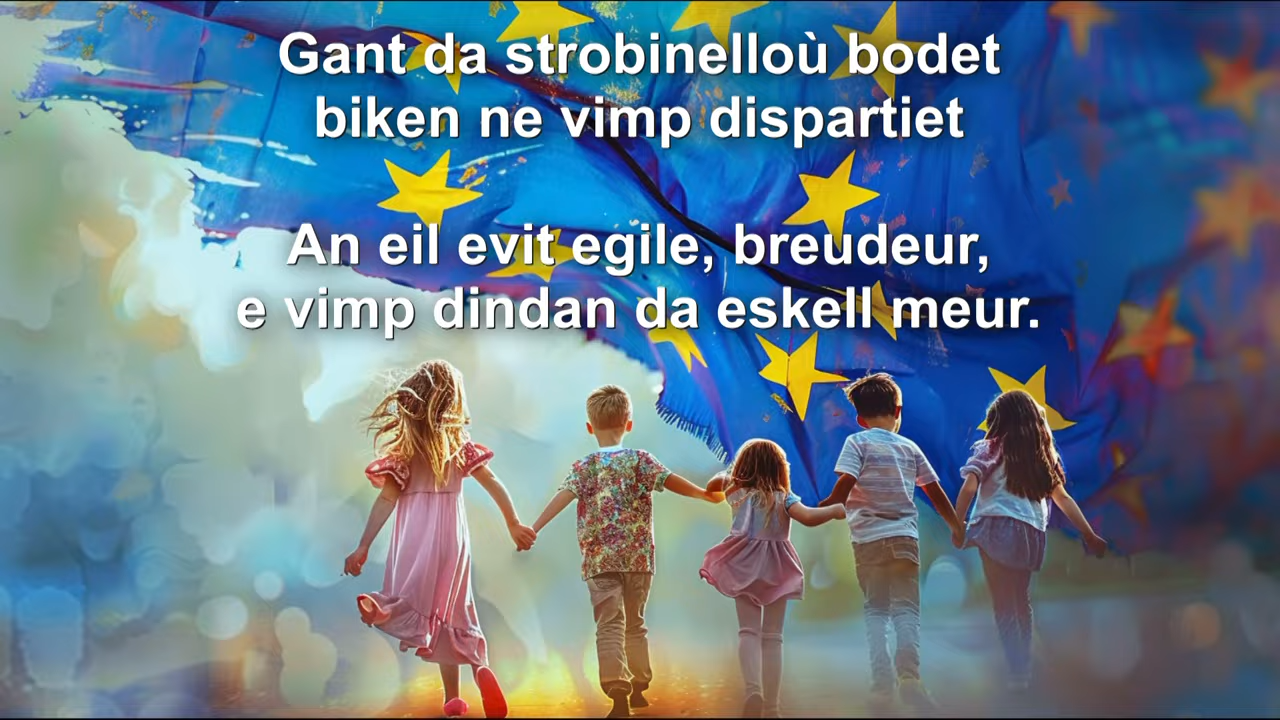 Gant da strobinelloù bodet
biken ne vimp dispartiet
An eil evit egile, breudeur,
e vimp dindan da eskell meur.